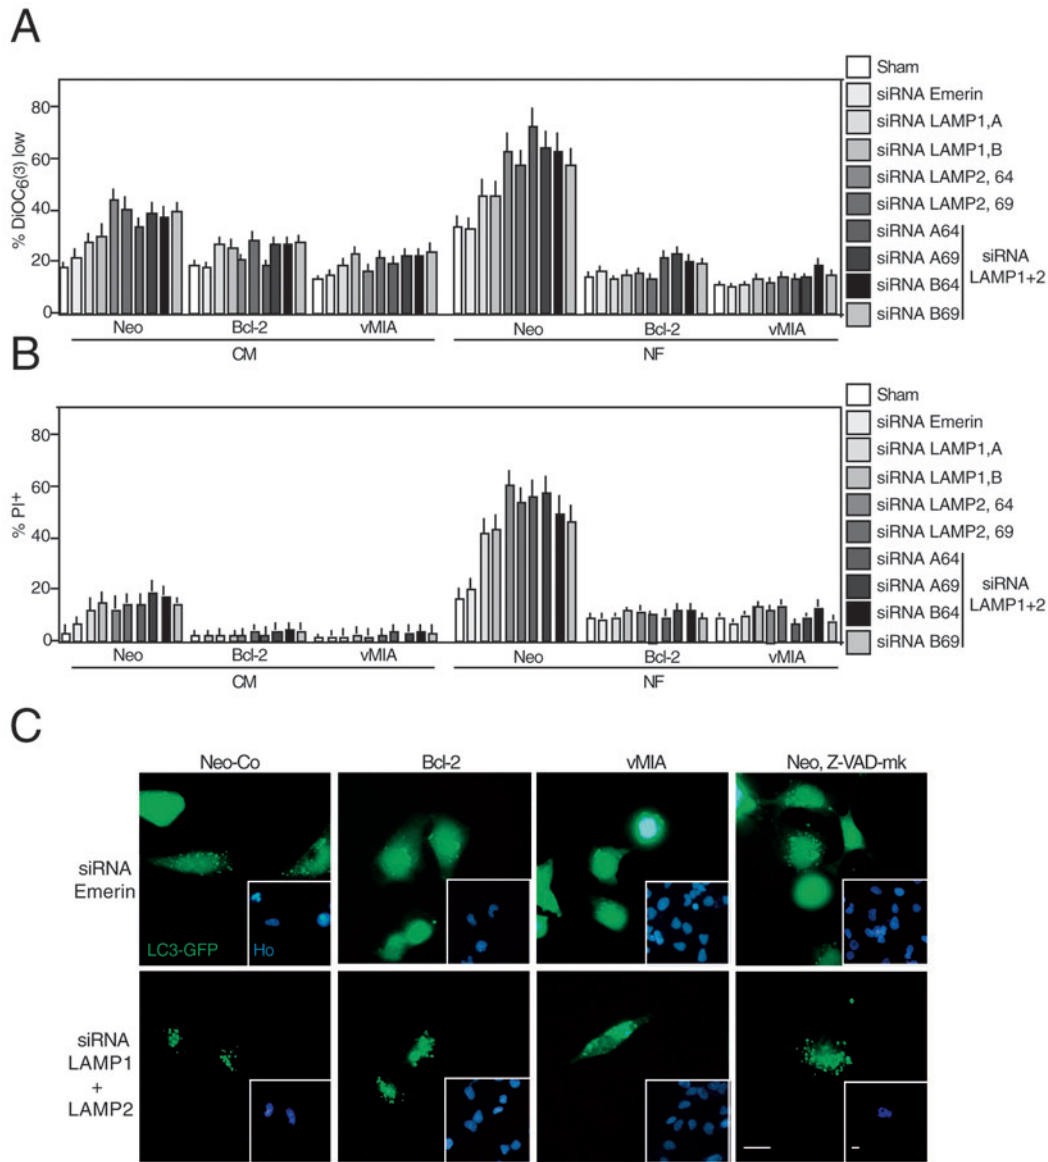 A
% DiOC6(3) low
80
60
40
20
0
Neo
Bcl-2
vMIA
Neo
Bcl-2
vMIA
CM
NF
Sham
siRNA Emerin
siRNA LAMP1,A
siRNA LAMP1,B
siRNA LAMP2, 64
siRNA LAMP2, 69
siRNA A64
siRNA A69
siRNA B64
siRNA B69
siRNA
LAMP1+2
B
% PI+
80
60
40
20
0
Neo
Bcl-2
vMIA
Neo
Bcl-2
vMIA
CM
NF
Sham
siRNA Emerin
siRNA LAMP1,A
siRNA LAMP1,B
siRNA LAMP2, 64
siRNA LAMP2, 69
siRNA A64
siRNA A69
siRNA B64
siRNA B69
siRNA
LAMP1+2
C
Neo-Co
Bcl-2
vMIA
Neo, Z-VAD-mk
siRNA
Emerin
LC3-GFP
Ho
siRNA
LAMP1
+
LAMP2